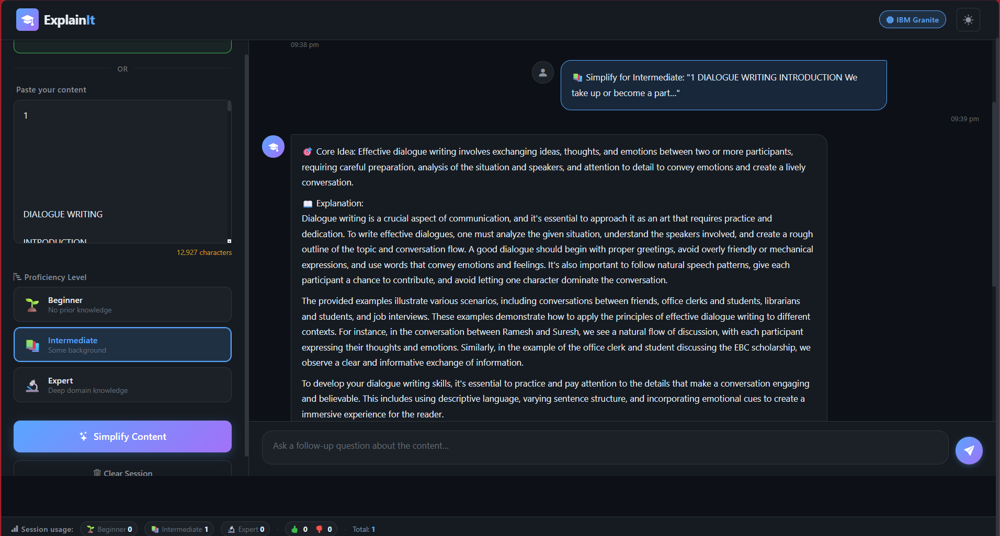 ExplainIt
IBM Granite
OR
Paste your content
1
DIALOGUE WRITING
INTRODUCTION
12,927 characters
Proficiency Level
Beginner
No prior knowledge
Intermediate
Some background
Expert
Deep domain knowledge
Simplify Content
Clear Session
09:38 pm
Simplify for Intermediate: "1 DIALOGUE WRITING INTRODUCTION We
take up or become a part..."
09:39 pm
Core Idea: Effective dialogue writing involves exchanging ideas, thoughts, and emotions between two or more participants,
requiring careful preparation, analysis of the situation and speakers, and attention to detail to convey emotions and create a lively
conversation.
Explanation:
Dialogue writing is a crucial aspect of communication, and it's essential to approach it as an art that requires practice and
dedication. To write effective dialogues, one must analyze the given situation, understand the speakers involved, and create a rough
outline of the topic and conversation flow. A good dialogue should begin with proper greetings, avoid overly friendly or mechanical
expressions, and use words that convey emotions and feelings. It's also important to follow natural speech patterns, give each
participant a chance to contribute, and avoid letting one character dominate the conversation.
The provided examples illustrate various scenarios, including conversations between friends, office clerks and students, librarians
and students, and job interviews. These examples demonstrate how to apply the principles of effective dialogue writing to different
contexts. For instance, in the conversation between Ramesh and Suresh, we see a natural flow of discussion, with each participant
expressing their thoughts and emotions. Similarly, in the example of the office clerk and student discussing the EBC scholarship, we
observe a clear and informative exchange of information.
To develop your dialogue writing skills, it's essential to practice and pay attention to the details that make a conversation engaging
and believable. This includes using descriptive language, varying sentence structure, and incorporating emotional cues to create a
immersive experience for the reader.
Ask a follow-up question about the content...
Session usage: Beginner 0 Intermediate 1 Expert 0 · 0 0 · Total: 1